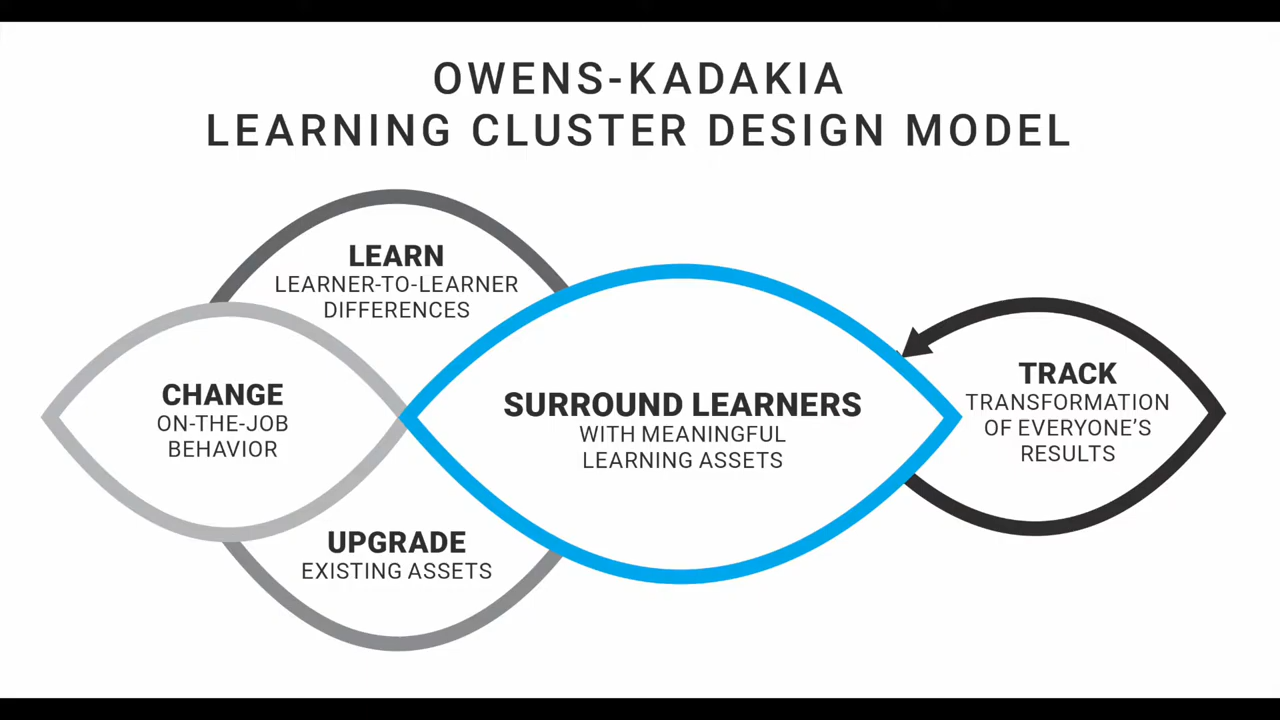 OWENS-KADAKIA
LEARNING CLUSTER DESIGN MODEL
LEARN
LEARNER-TO-LEARNER
DIFFERENCES
CHANGE
ON-THE-JOB
BEHAVIOR
SURROUND LEARNERS
WITH MEANINGFUL
LEARNING ASSETS
TRACK
TRANSFORMATION
OF EVERYONE’S
RESULTS
UPGRADE
EXISTING ASSETS